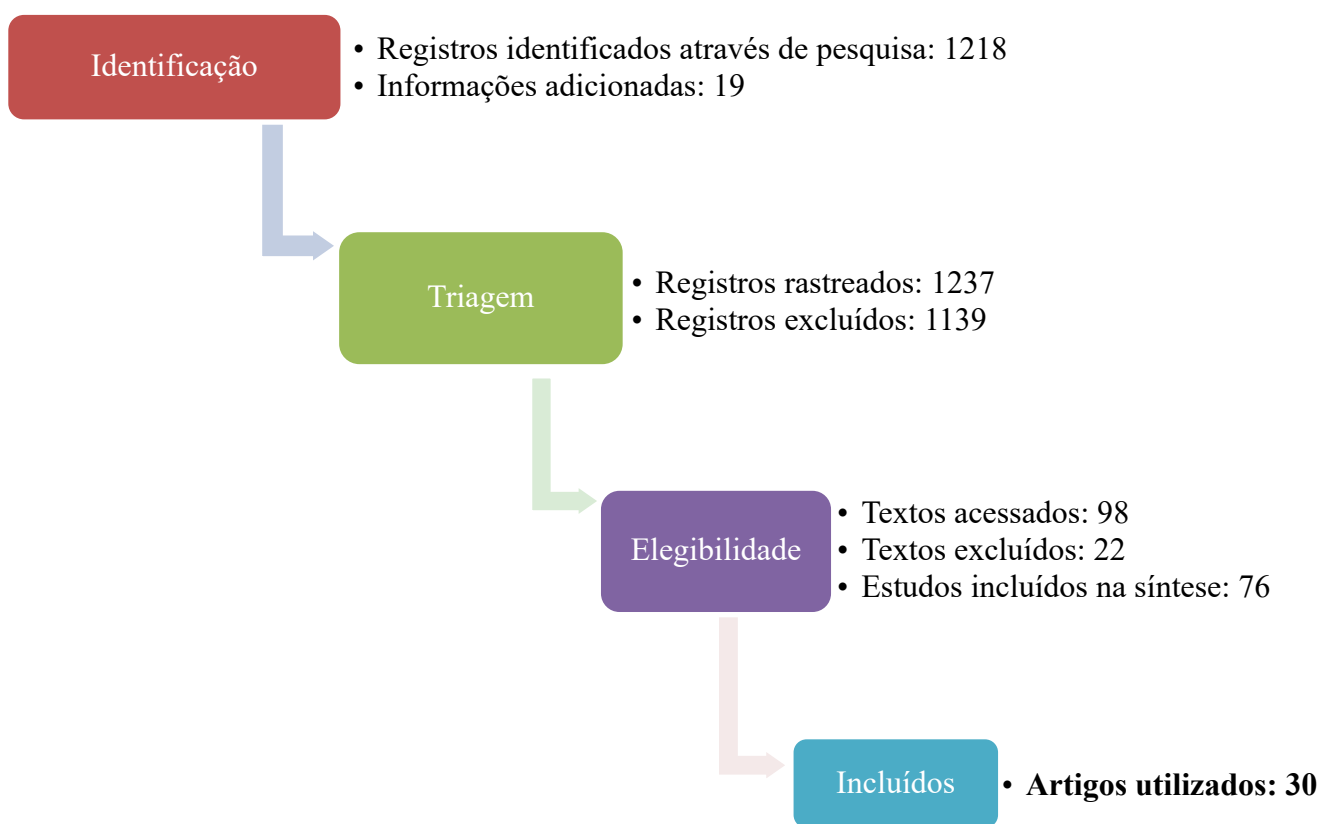 Identificação
• Registros identificados através de pesquisa: 1218
• Informações adicionadas: 19
Triagem
• Registros rastreados: 1237
• Registros excluídos: 1139
Elegibilidade
• Textos acessados: 98
• Textos excluídos: 22
• Estudos incluídos na síntese: 76
Incluídos
• Artigos utilizados: 30